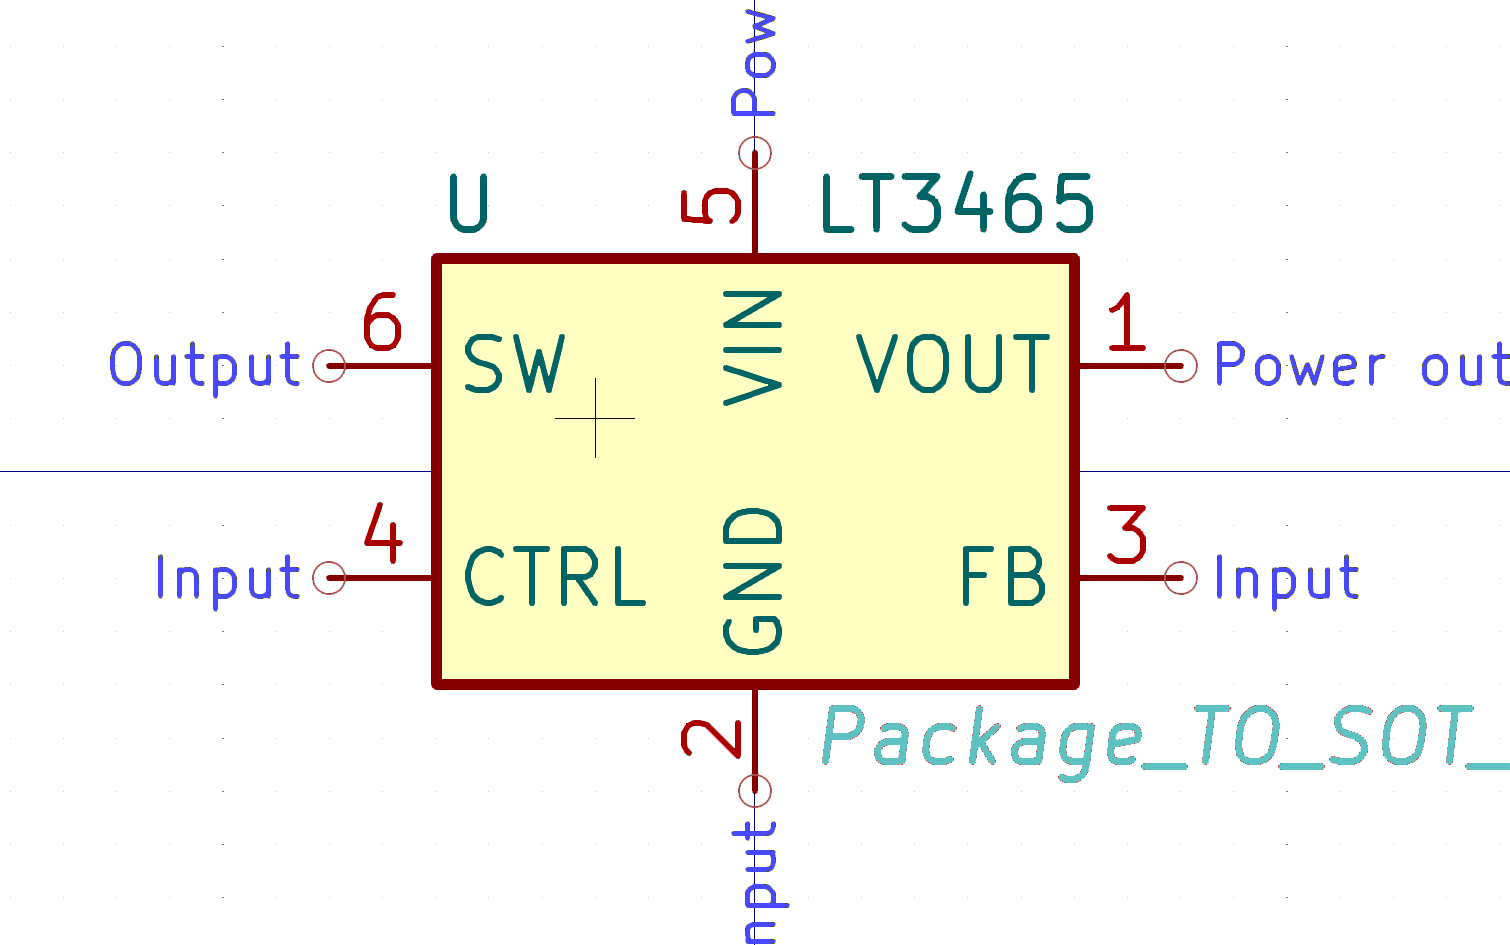 Pow
U
5
LT3465
6
1
Output
SW
VIN
VOUT
Power out
4
3
Input
CTRL
GND
FB
Input
2
Package_TO_SOT_
nput